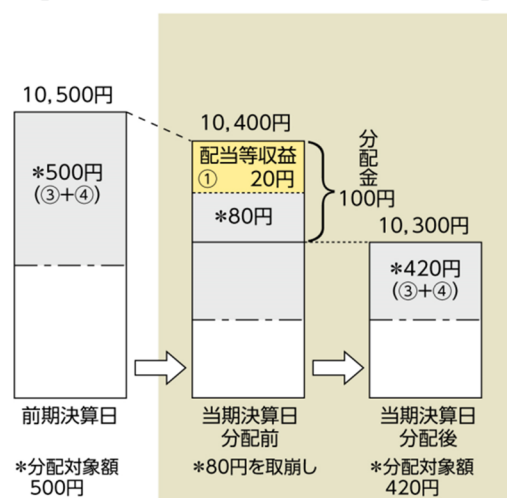 10,500円
*500円
(③+④)
前期決算日
*分配対象額
500円
10,400円
配当等収益
① 20円
*80円
分配金
100円
当期決算日
分配前
*80円を取崩し
10,300円
*420円
(③+④)
当期決算日
分配後
*分配対象額
420円